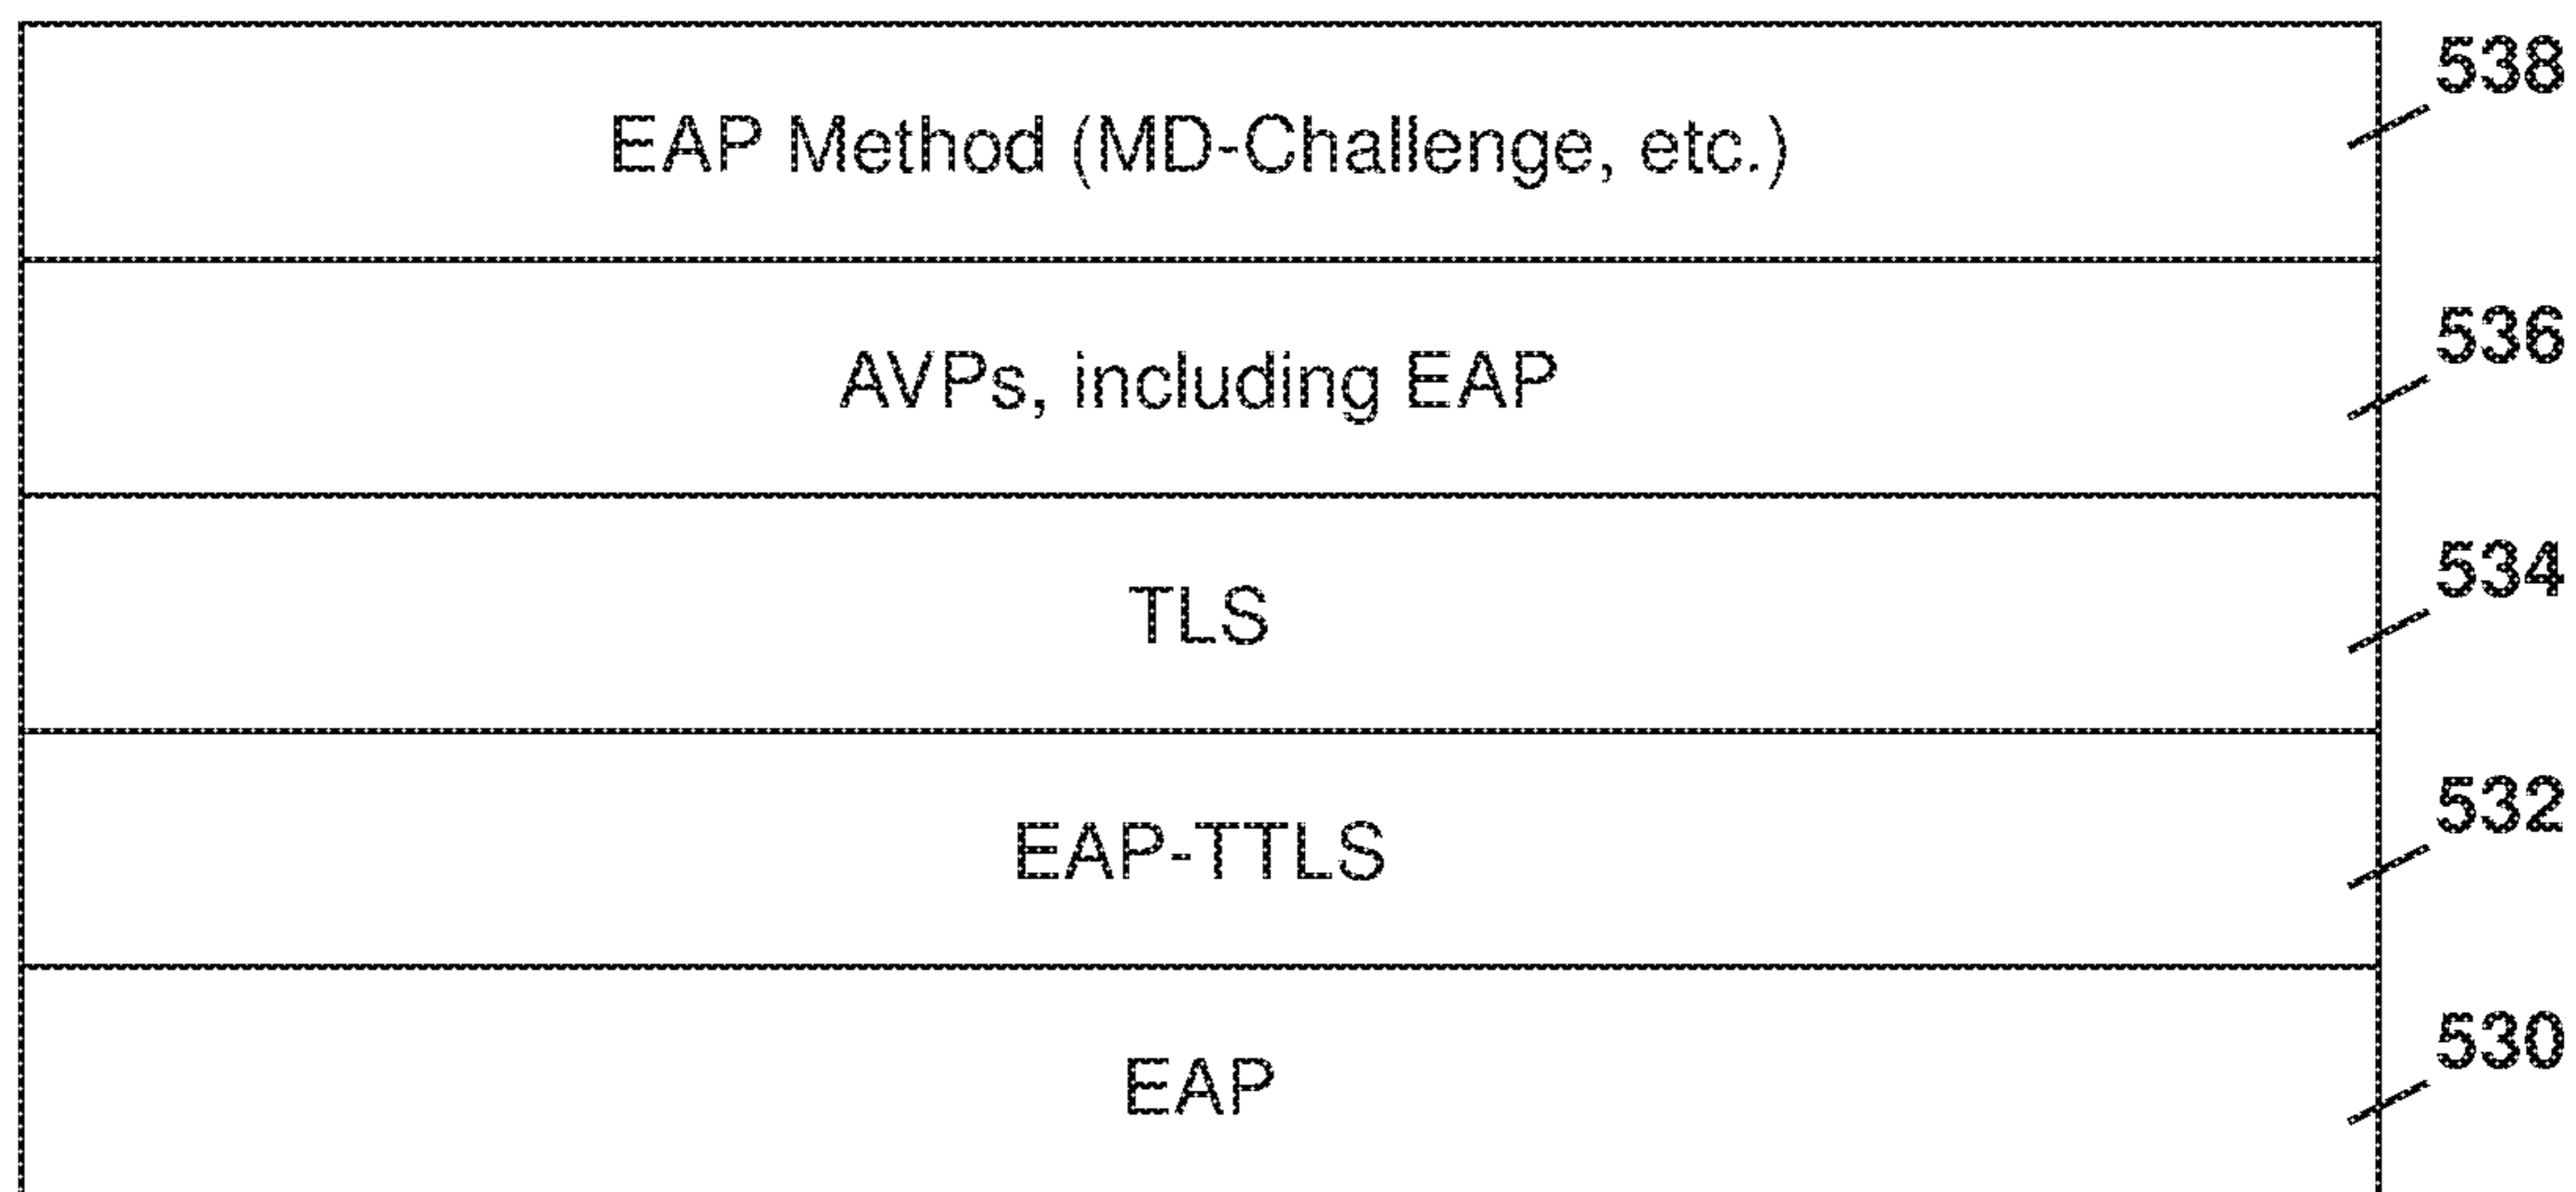 538
EAP Method (MD-Challenge, etc.)
536
AVPs, including EAP
534
TLS
532
EAP-TTLS
530
EAP